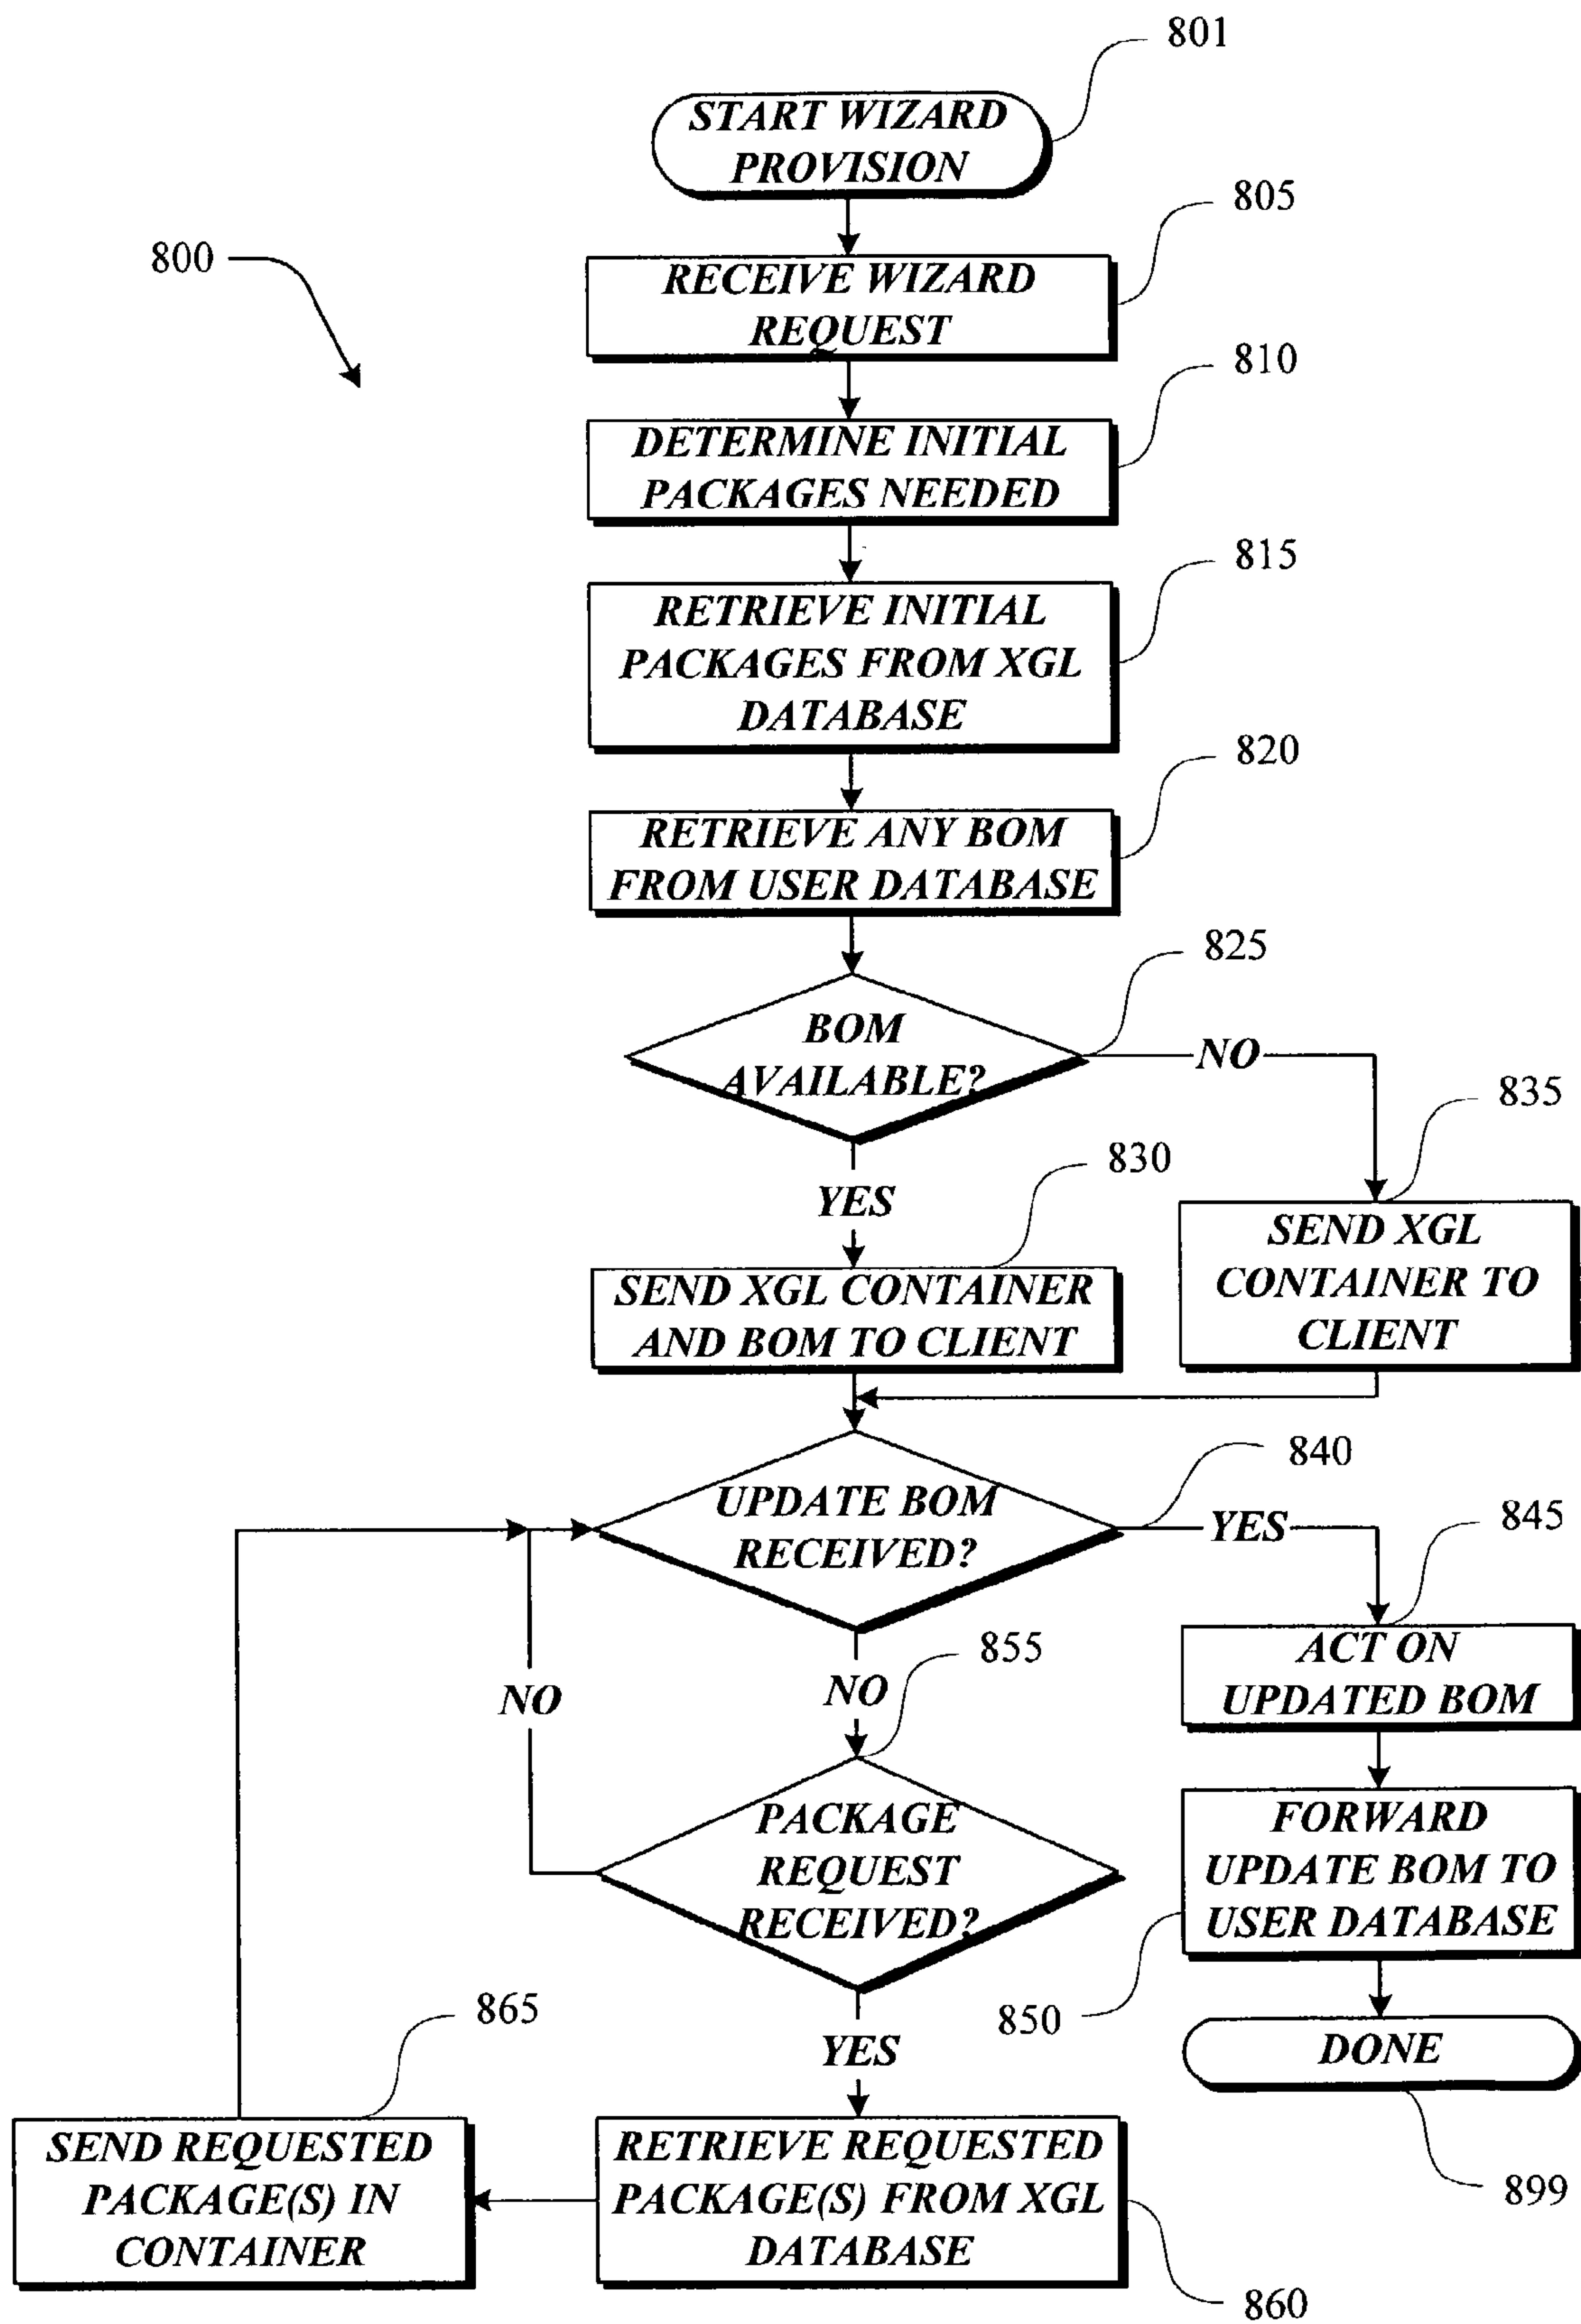 801
START WIZARD
PROVISION
805
800
RECEIVE WIZARD
REQUEST
810
DETERMINE INITIAL
PACKAGES NEEDED
815
RETRIEVE INITIAL
PACKAGES FROM XGL
DATABASE
820
RETRIEVE ANY BOM
FROM USER DATABASE
825
BOM
AVAILABLE?
NO
835
830
YES
SEND XGL
CONTAINER TO
CLIENT
SEND XGL CONTAINER
AND BOM TO CLIENT
840
UPDATE BOM
RECEIVED?
YES
845
855
NO
NO
ACT ON
UPDATED BOM
PACKAGE
REQUEST
RECEIVED?
FORWARD
UPDATE BOM TO
USER DATABASE
850
865
YES
DONE
899
SEND REQUESTED
PACKAGE(S) IN
CONTAINER
RETRIEVE REQUESTED
PACKAGE(S) FROM XGL
DATABASE
860